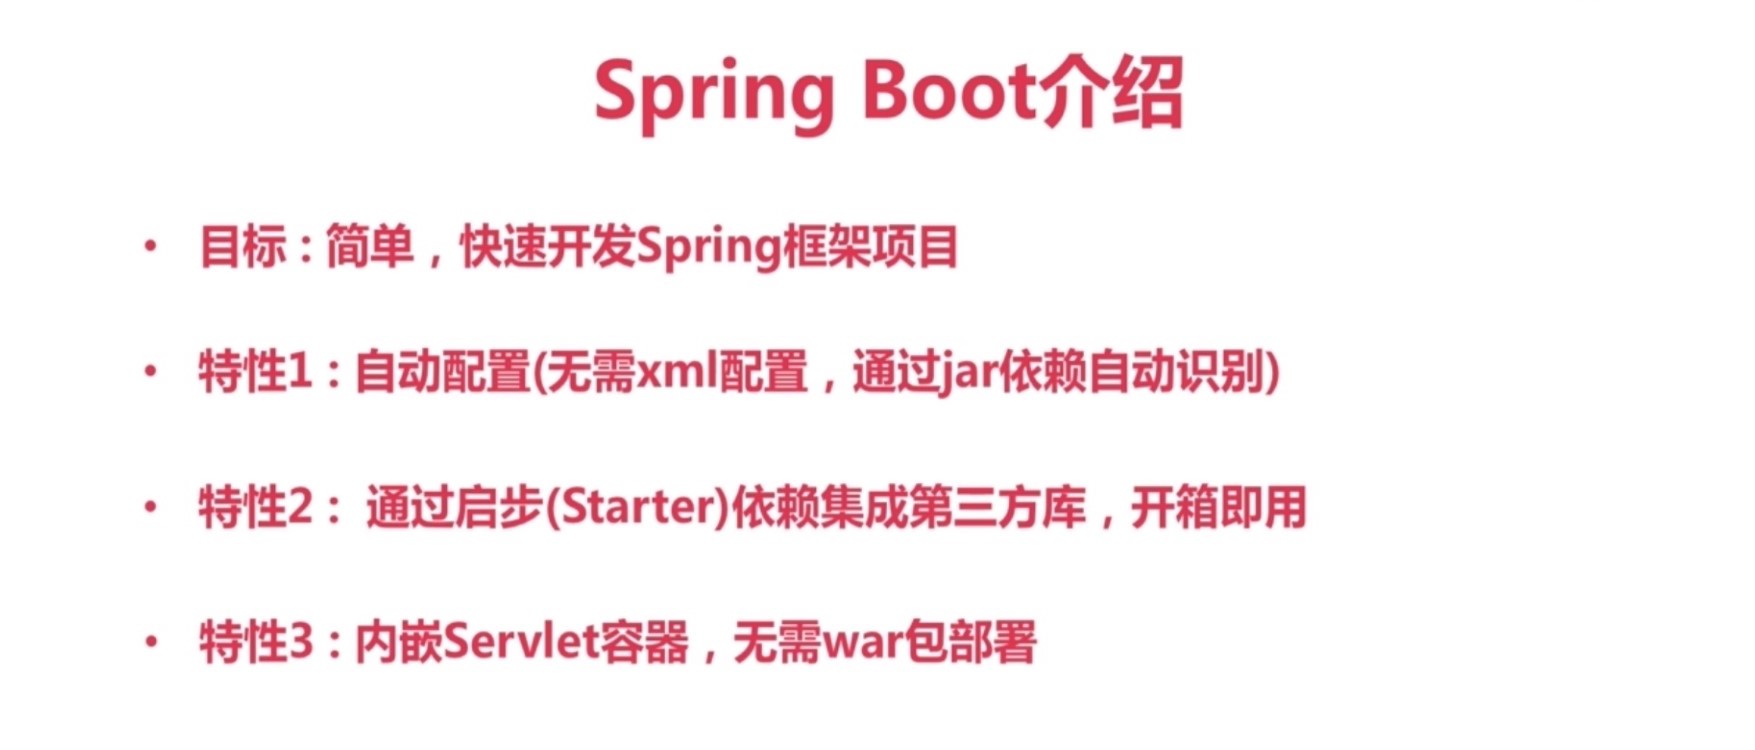 Spring Boot介绍
• 目标：简单，快速开发Spring框架项目
• 特性1：自动配置(无需xml配置，通过jar依赖自动识别)
• 特性2： 通过启步(Starter)依赖集成第三方库，开箱即用
• 特性3：内嵌Servlet容器，无需war包部署